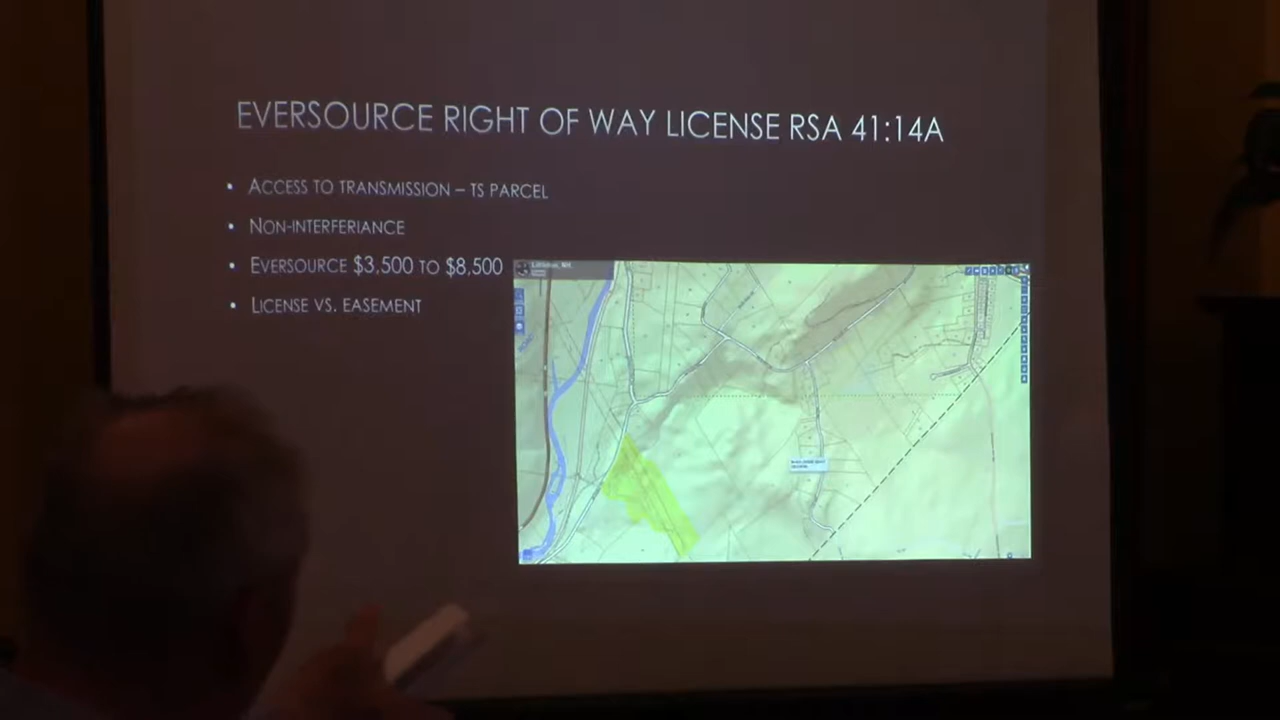 EVERSOURCE RIGHT OF WAY LICENSE RSA 41:14A
• ACCESS TO TRANSMISSION – TS PARCEL
• NON-INTERFERIANCE
• EVERSOURCE $3,500 TO $8,500
• LICENSE VS. EASEMENT